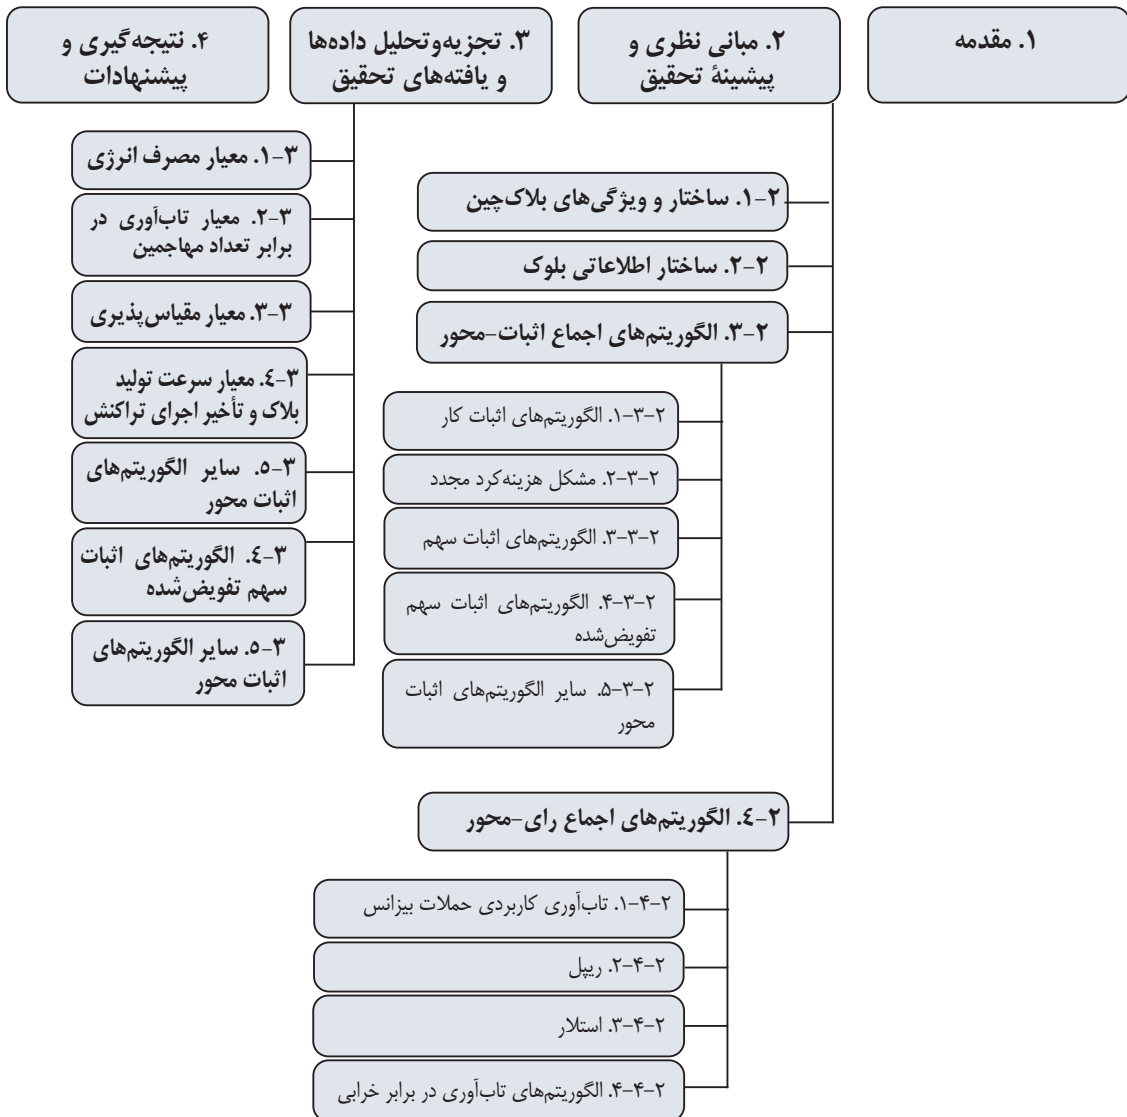 ۱. مقدمه
۲. مبانی نظری و
پیشینهٔ تحقیق
۲-۱. ساختار و ویژگی‌های بلاک‌چین
۲-۲. ساختار اطلاعاتی بلوک
۲-۳. الگوریتم‌های اجماع اثبات-محور
۲-۳-۱. الگوریتم‌های اثبات کار
۲-۳-۲. مشکل هزینه‌کرد مجدد
۲-۳-۳. الگوریتم‌های اثبات سهم
۲-۳-۴. الگوریتم‌های اثبات سهم
تفویض‌شده
۲-۳-۵. سایر الگوریتم‌های اثبات
محور
۲-٤. الگوریتم‌های اجماع رای-محور
۲-۴-۱. تاب‌آوری کاربردی حملات بیزانس
۲-۴-۲. ریپل
۲-۴-۳. استلار
۲-۴-۴. الگوریتم‌های تاب‌آوری در برابر خرابی
۳. تجزیه‌وتحلیل داده‌ها
و یافته‌های تحقیق
۳-۱. معیار مصرف انرژی
۳-۲. معیار تاب‌آوری در
برابر تعداد مهاجمین
۳-۳. معیار مقیاس‌پذیری
۳-٤. معیار سرعت تولید
بلاک و تأخیر اجرای تراکنش
۳-٥. سایر الگوریتم‌های
اثبات محور
۳-٤. الگوریتم‌های اثبات
سهم تفویض‌شده
۳-٥. سایر الگوریتم‌های
اثبات محور
۴. نتیجه‌گیری و
پیشنهادات